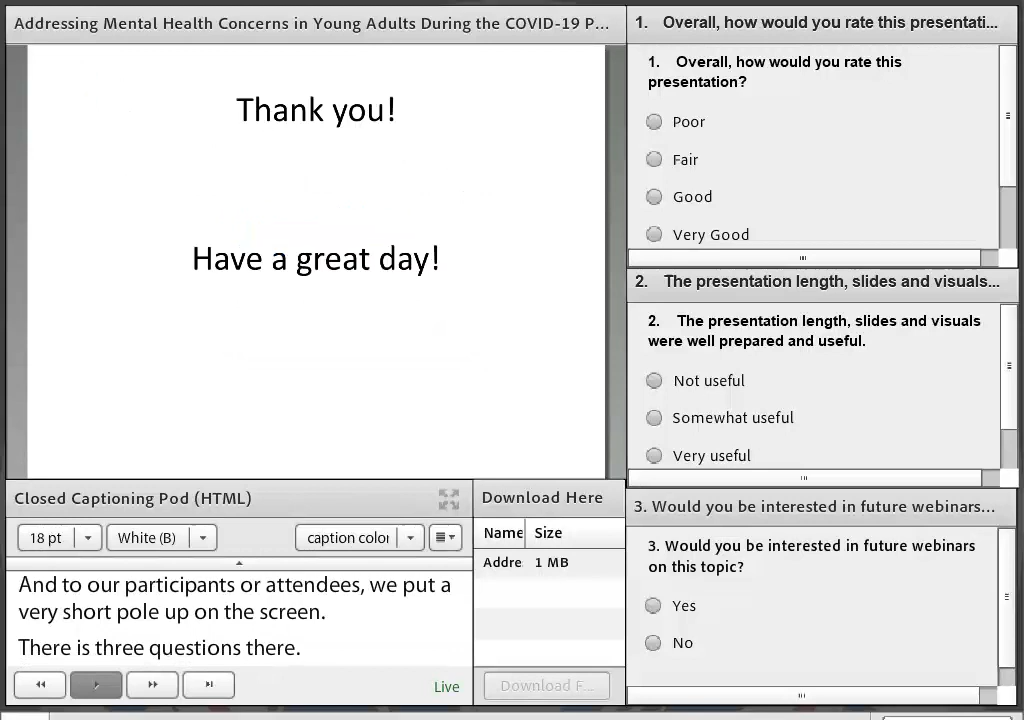 Addressing Mental Health Concerns in Young Adults During the COVID-19 P...
Thank you!
Have a great day!
1. Overall, how would you rate this presentati...
1. Overall, how would you rate this
presentation?
Poor
Fair
Good
Very Good
2. The presentation length, slides and visuals...
2. The presentation length, slides and visuals
were well prepared and useful.
Not useful
Somewhat useful
Very useful
3. Would you be interested in future webinars...
3. Would you be interested in future webinars
on this topic?
Yes
No
Closed Captioning Pod (HTML)
18 pt
White (B)
caption color
And to our participants or attendees, we put a
very short pole up on the screen.
There is three questions there.
Live
Download Here
Name Size
Addre 1 MB
Download F...